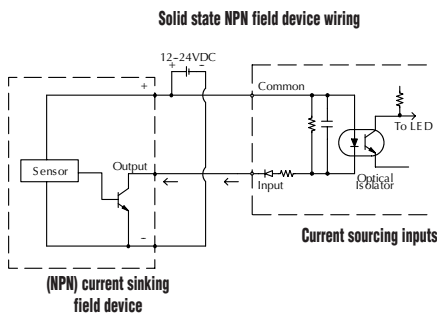 Solid state NPN field device wiring
12–24VDC
+ -
+
Common
To LED
Sensor
Output
Input
Optical
Isolator
-
Current sourcing inputs
(NPN) current sinking
field device